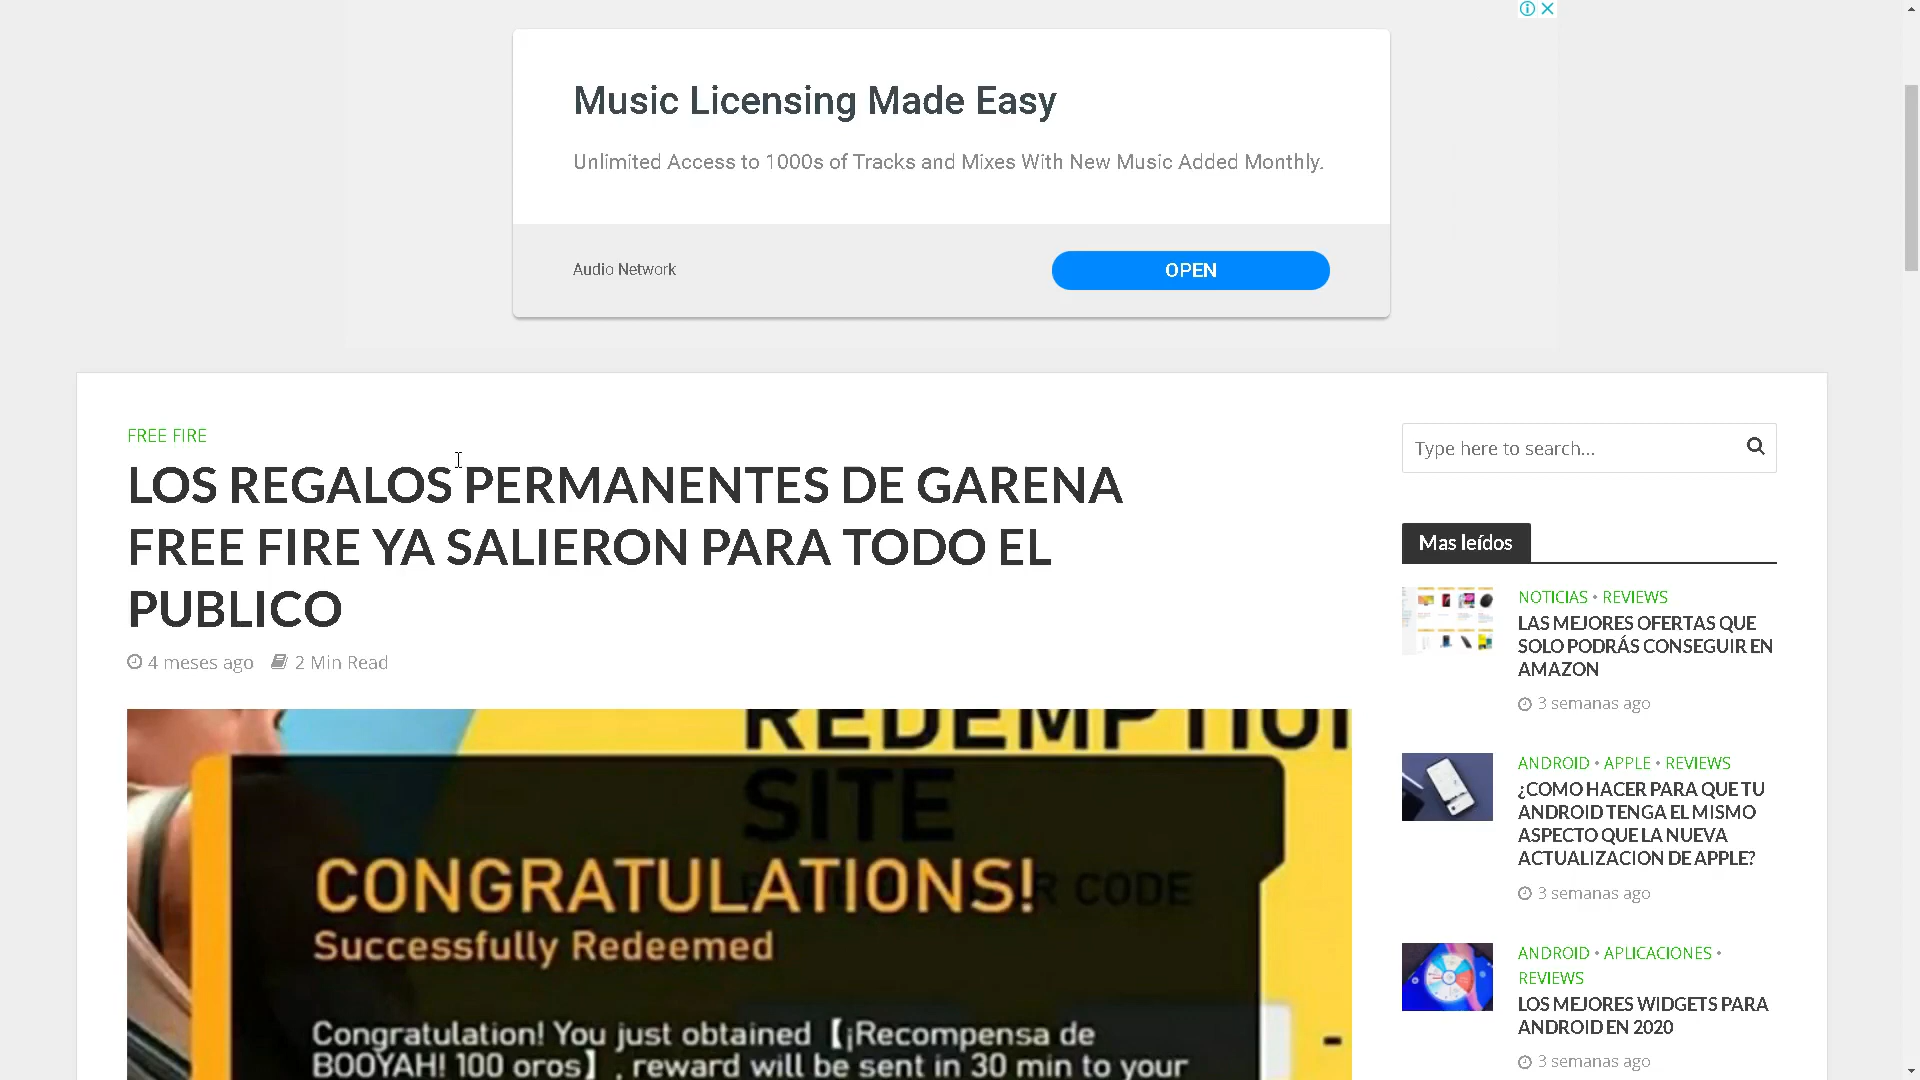 Music Licensing Made Easy
Unlimited Access to 1000s of Tracks and Mixes With New Music Added Monthly.
Audio Network
OPEN
FREE FIRE
LOS REGALOS PERMANENTES DE GARENA
FREE FIRE YA SALIERON PARA TODO EL
PUBLICO
4 meses ago
2 Min Read
REDEMPTION
SITE
R CODE
CONGRATULATIONS!
Successfully Redeemed
Congratulation! You just obtained【¡Recompensa de
BOOYAH! 100 oros】, reward will be sent in 30 min to your
Type here to search...
Mas leídos
NOTICIAS • REVIEWS
LAS MEJORES OFERTAS QUE
SOLO PODRÁS CONSEGUIR EN
AMAZON
3 semanas ago
ANDROID • APPLE • REVIEWS
¿COMO HACER PARA QUE TU
ANDROID TENGA EL MISMO
ASPECTO QUE LA NUEVA
ACTUALIZACION DE APPLE?
3 semanas ago
ANDROID • APLICACIONES •
REVIEWS
LOS MEJORES WIDGETS PARA
ANDROID EN 2020
3 semanas ago